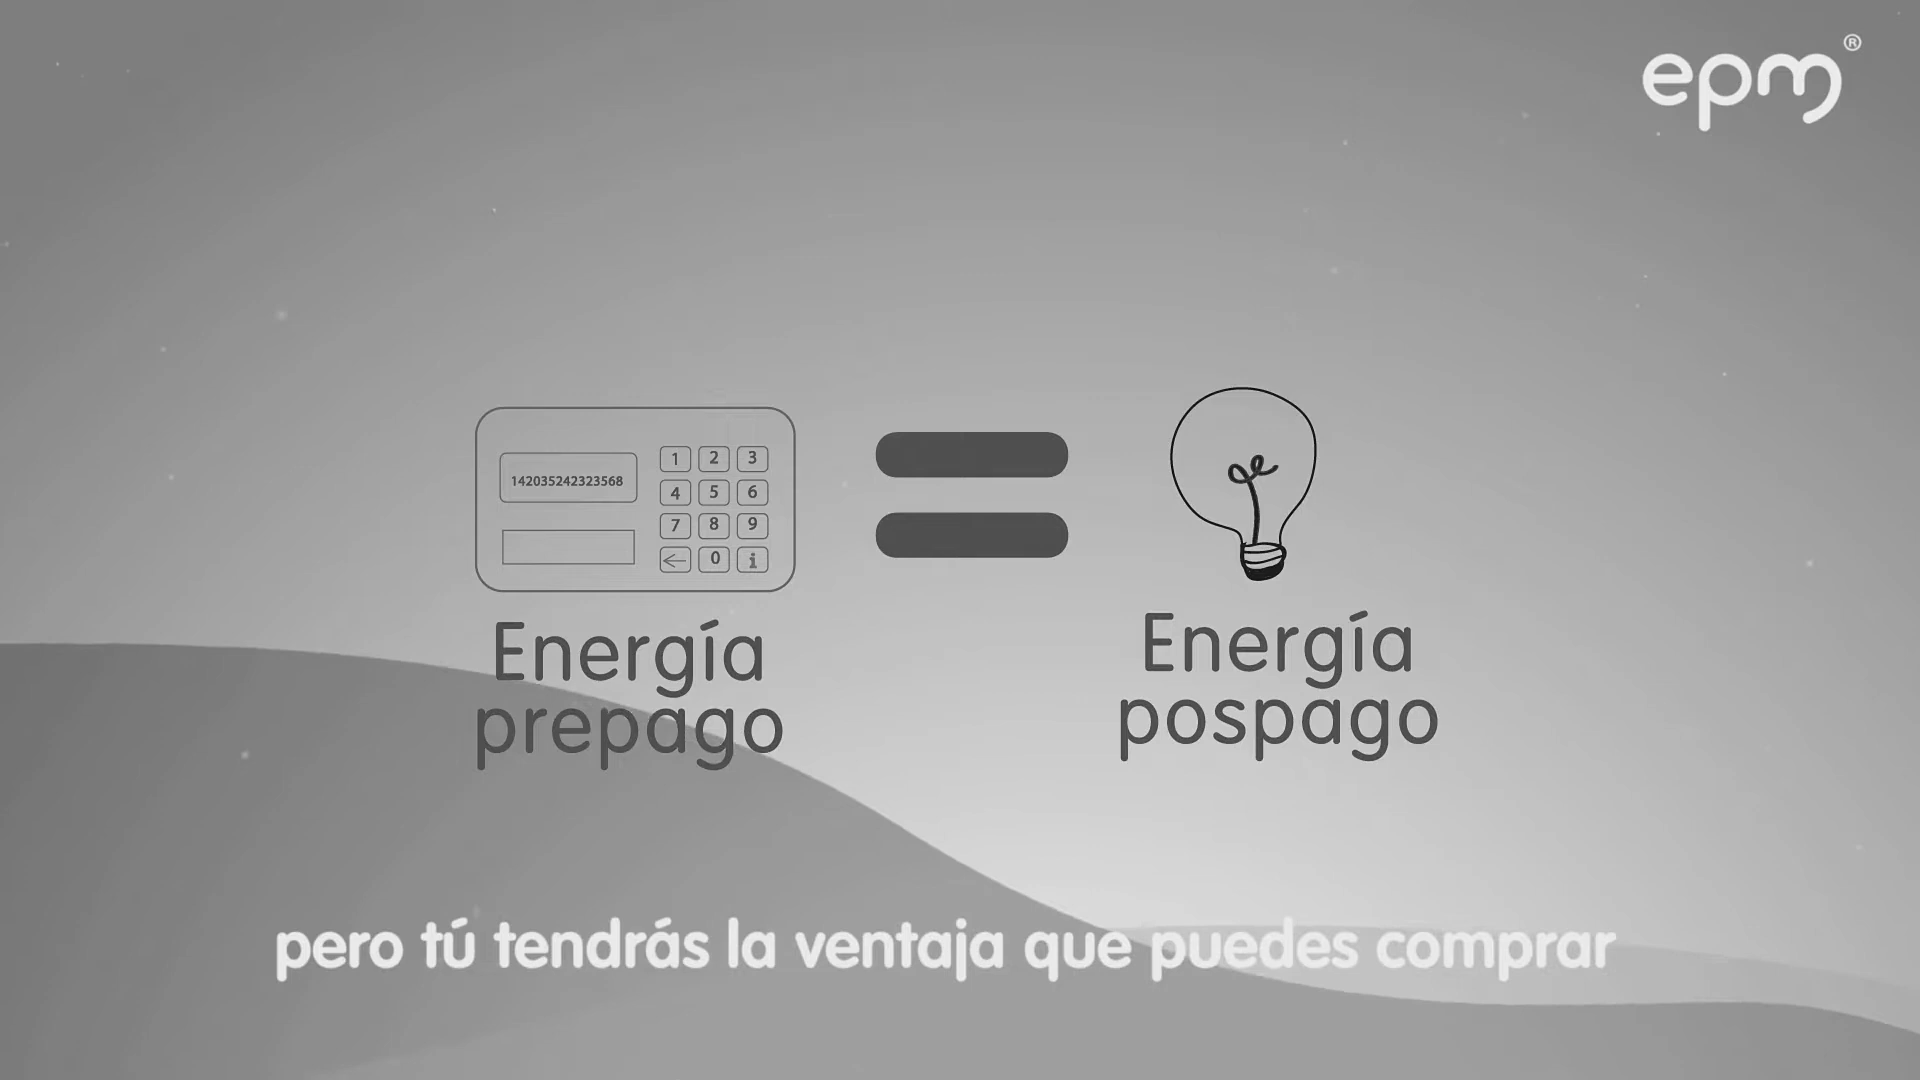 epm®
142035242323568
1 2 3
4 5 6
7 8 9
← 0 i
Energía
prepago
Energía
pospago
pero tú tendrás la ventaja que puedes comprar